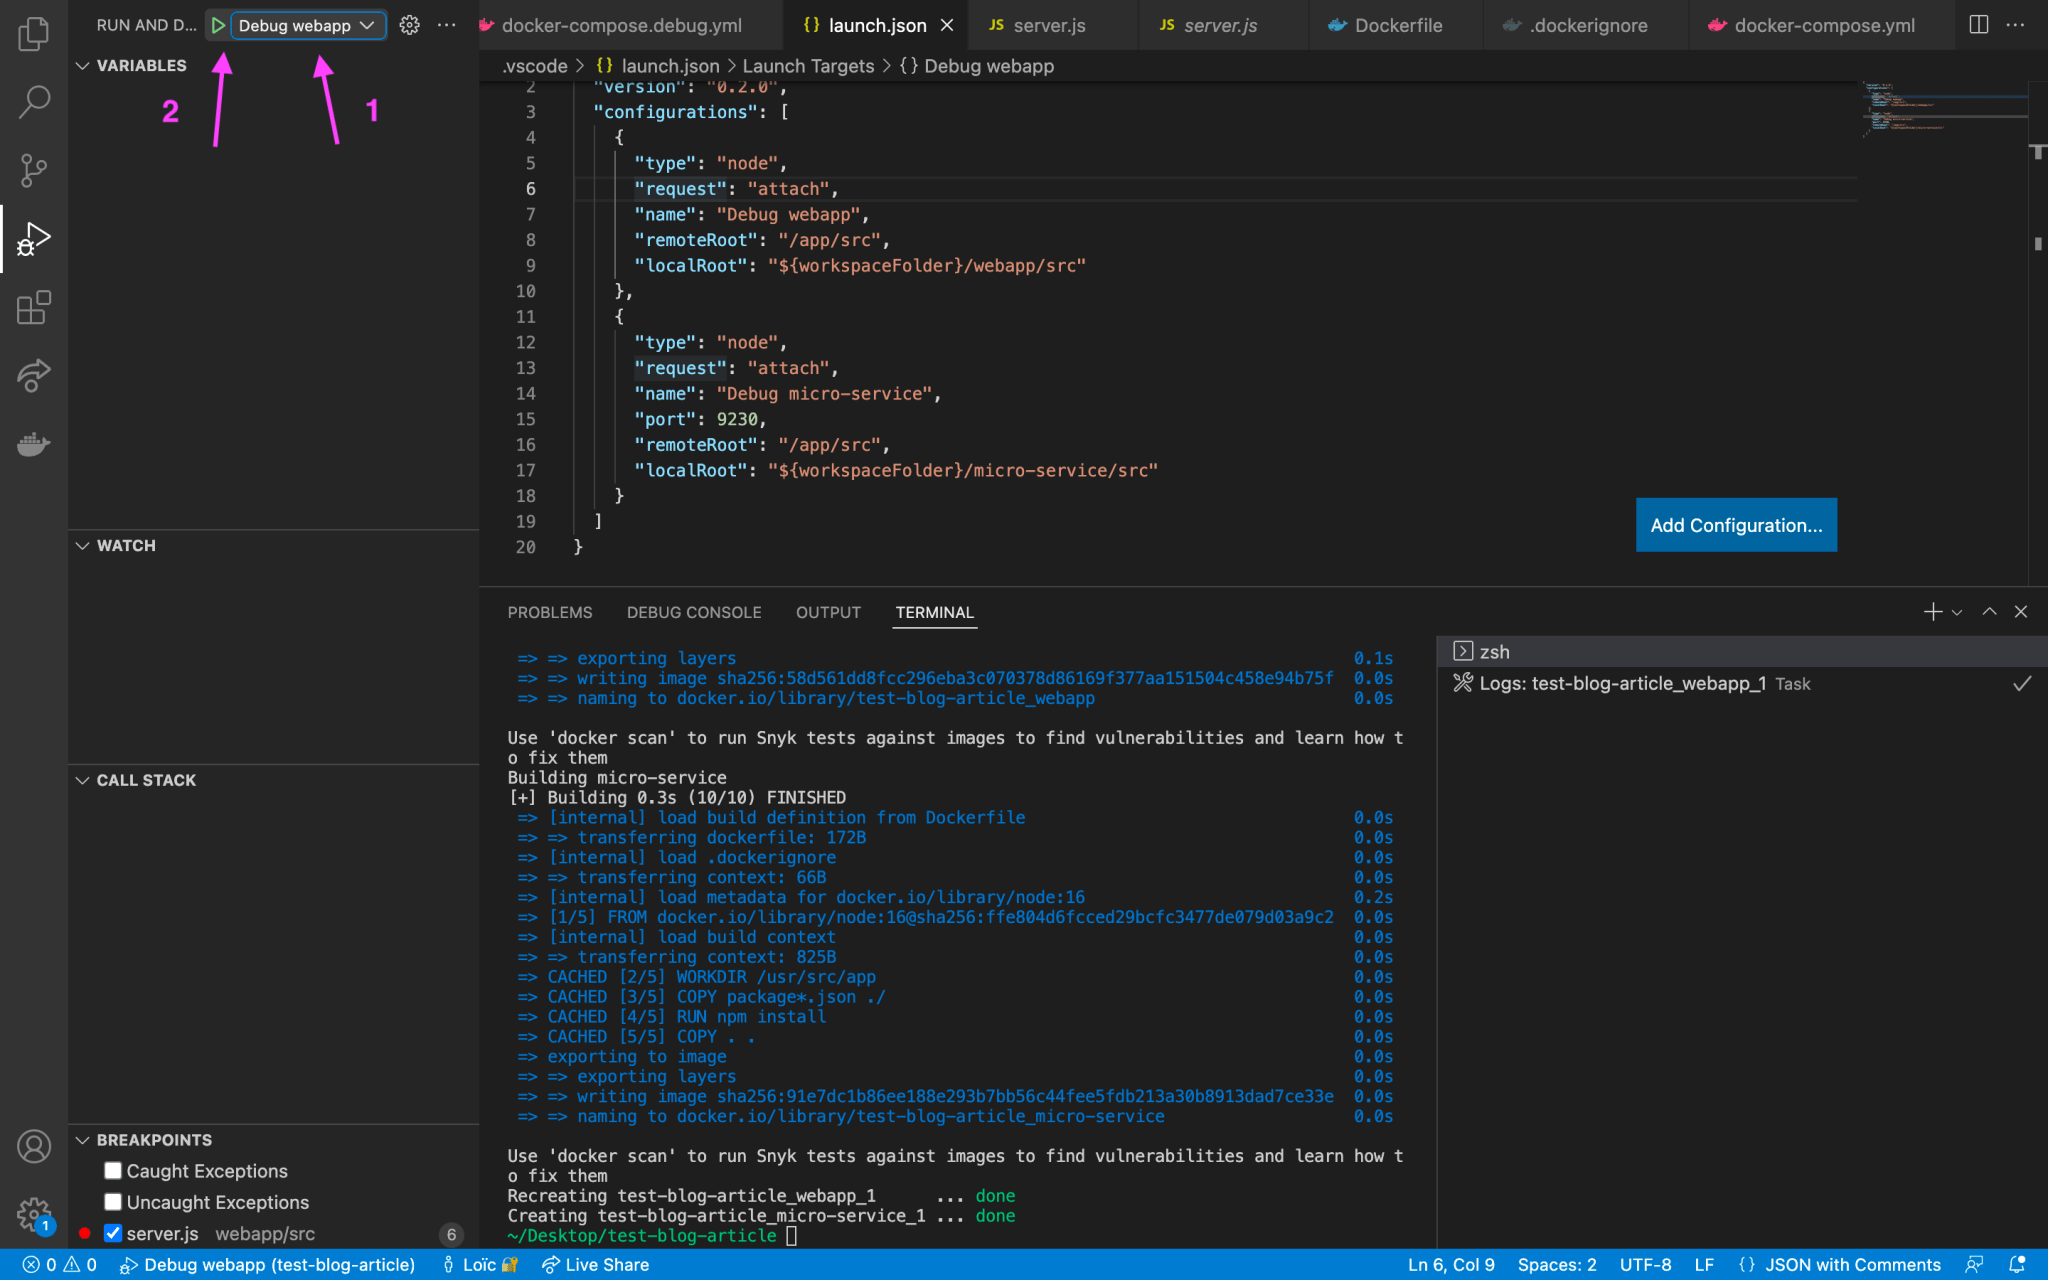 RUN AND D... Debug webapp
docker-compose.debug.yml {} launch.json JS server.js JS server.js Dockerfile .dockerignore docker-compose.yml
VARIABLES
2
1
WATCH
CALL STACK
BREAKPOINTS
Caught Exceptions
Uncaught Exceptions
server.js webapp/src 6
1
.vscode > {} launch.json > Launch Targets > {} Debug webapp
2 "version": "0.2.0",
3 "configurations": [
4 {
5 "type": "node",
6 "request": "attach",
7 "name": "Debug webapp",
8 "remoteRoot": "/app/src",
9 "localRoot": "${workspaceFolder}/webapp/src"
10 },
11 {
12 "type": "node",
13 "request": "attach",
14 "name": "Debug micro-service",
15 "port": 9230,
16 "remoteRoot": "/app/src",
17 "localRoot": "${workspaceFolder}/micro-service/src"
18 }
19 ]
20 }
Add Configuration...
PROBLEMS DEBUG CONSOLE OUTPUT TERMINAL
=> => exporting layers 0.1s
=> => writing image sha256:58d561dd8fcc296eba3c070378d86169f377aa151504c458e94b75f 0.0s
=> => naming to docker.io/library/test-blog-article_webapp 0.0s
Use 'docker scan' to run Snyk tests against images to find vulnerabilities and learn how t
o fix them
Building micro-service
[+] Building 0.3s (10/10) FINISHED
=> [internal] load build definition from Dockerfile 0.0s
=> => transferring dockerfile: 172B 0.0s
=> [internal] load .dockerignore 0.0s
=> => transferring context: 66B 0.0s
=> [internal] load metadata for docker.io/library/node:16 0.2s
=> [1/5] FROM docker.io/library/node:16@sha256:ffe804d6fcced29bcfc3477de079d03a9c2 0.0s
=> [internal] load build context 0.0s
=> => transferring context: 825B 0.0s
=> CACHED [2/5] WORKDIR /usr/src/app 0.0s
=> CACHED [3/5] COPY package*.json ./ 0.0s
=> CACHED [4/5] RUN npm install 0.0s
=> CACHED [5/5] COPY . . 0.0s
=> exporting to image 0.0s
=> => exporting layers 0.0s
=> => writing image sha256:91e7dc1b86ee188e293b7bb56c44fee5fdb213a30b8913dad7ce33e 0.0s
=> => naming to docker.io/library/test-blog-article_micro-service 0.0s
Use 'docker scan' to run Snyk tests against images to find vulnerabilities and learn how t
o fix them
Recreating test-blog-article_webapp_1 ... done
Creating test-blog-article_micro-service_1 ... done
~/Desktop/test-blog-article
zsh
Logs: test-blog-article_webapp_1 Task
0 0 Debug webapp (test-blog-article) Loïc Live Share Ln 6, Col 9 Spaces: 2 UTF-8 LF {} JSON with Comments